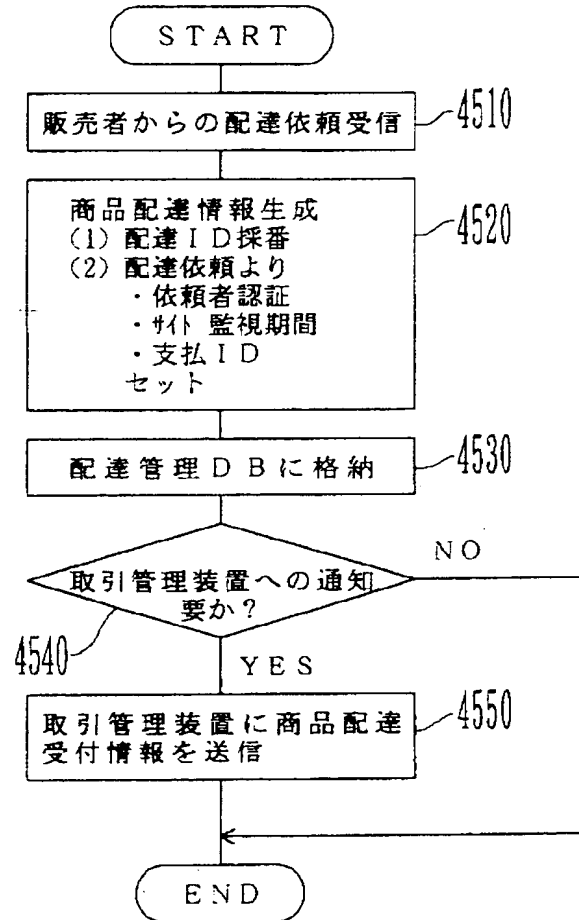 START
販売者からの配達依頼受信
4510
商品配達情報生成
(1) 配達ID採番
(2) 配達依頼より
・依頼者認証
・サイト 監視期間
・支払ID
セット
4520
配達管理DBに格納
4530
NO
取引管理装置への通知
要か?
4540
YES
取引管理装置に商品配達
受付情報を送信
4550
END